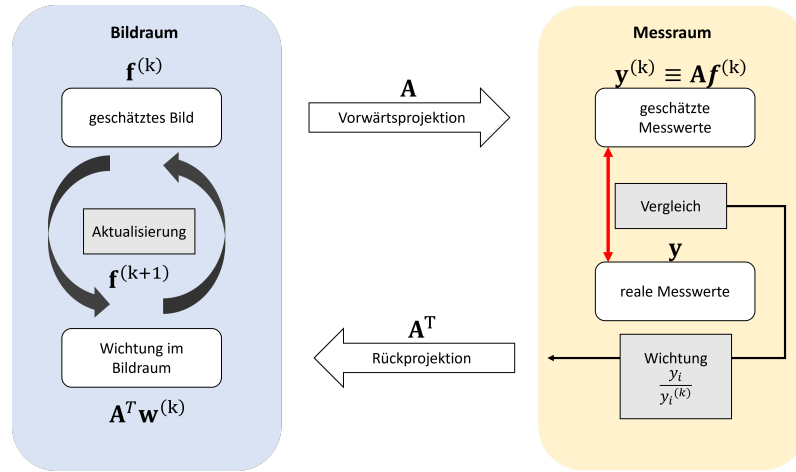 Bildraum
𝐟⁽ᵏ⁾
geschätztes Bild
Aktualisierung
𝐟⁽ᵏ⁺¹⁾
Wichtung im
Bildraum
𝐀ᵀ𝐰⁽ᵏ⁾
𝐀
Vorwärtsprojektion
𝐀ᵀ
Rückprojektion
Messraum
𝐲⁽ᵏ⁾ ≡ 𝐀𝒇⁽ᵏ⁾
geschätzte
Messwerte
Vergleich
𝐲
reale Messwerte
Wichtung
yᵢ
yᵢ⁽ᵏ⁾